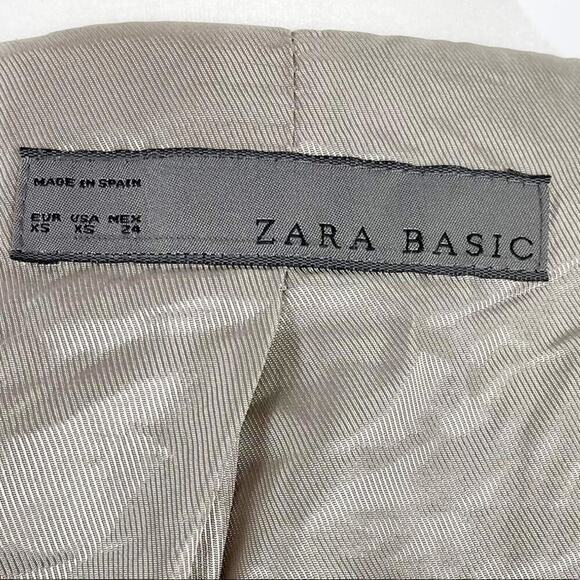 MADE IN SPAIN
EUR USA MEX
XS XS 24
ZARA BASIC